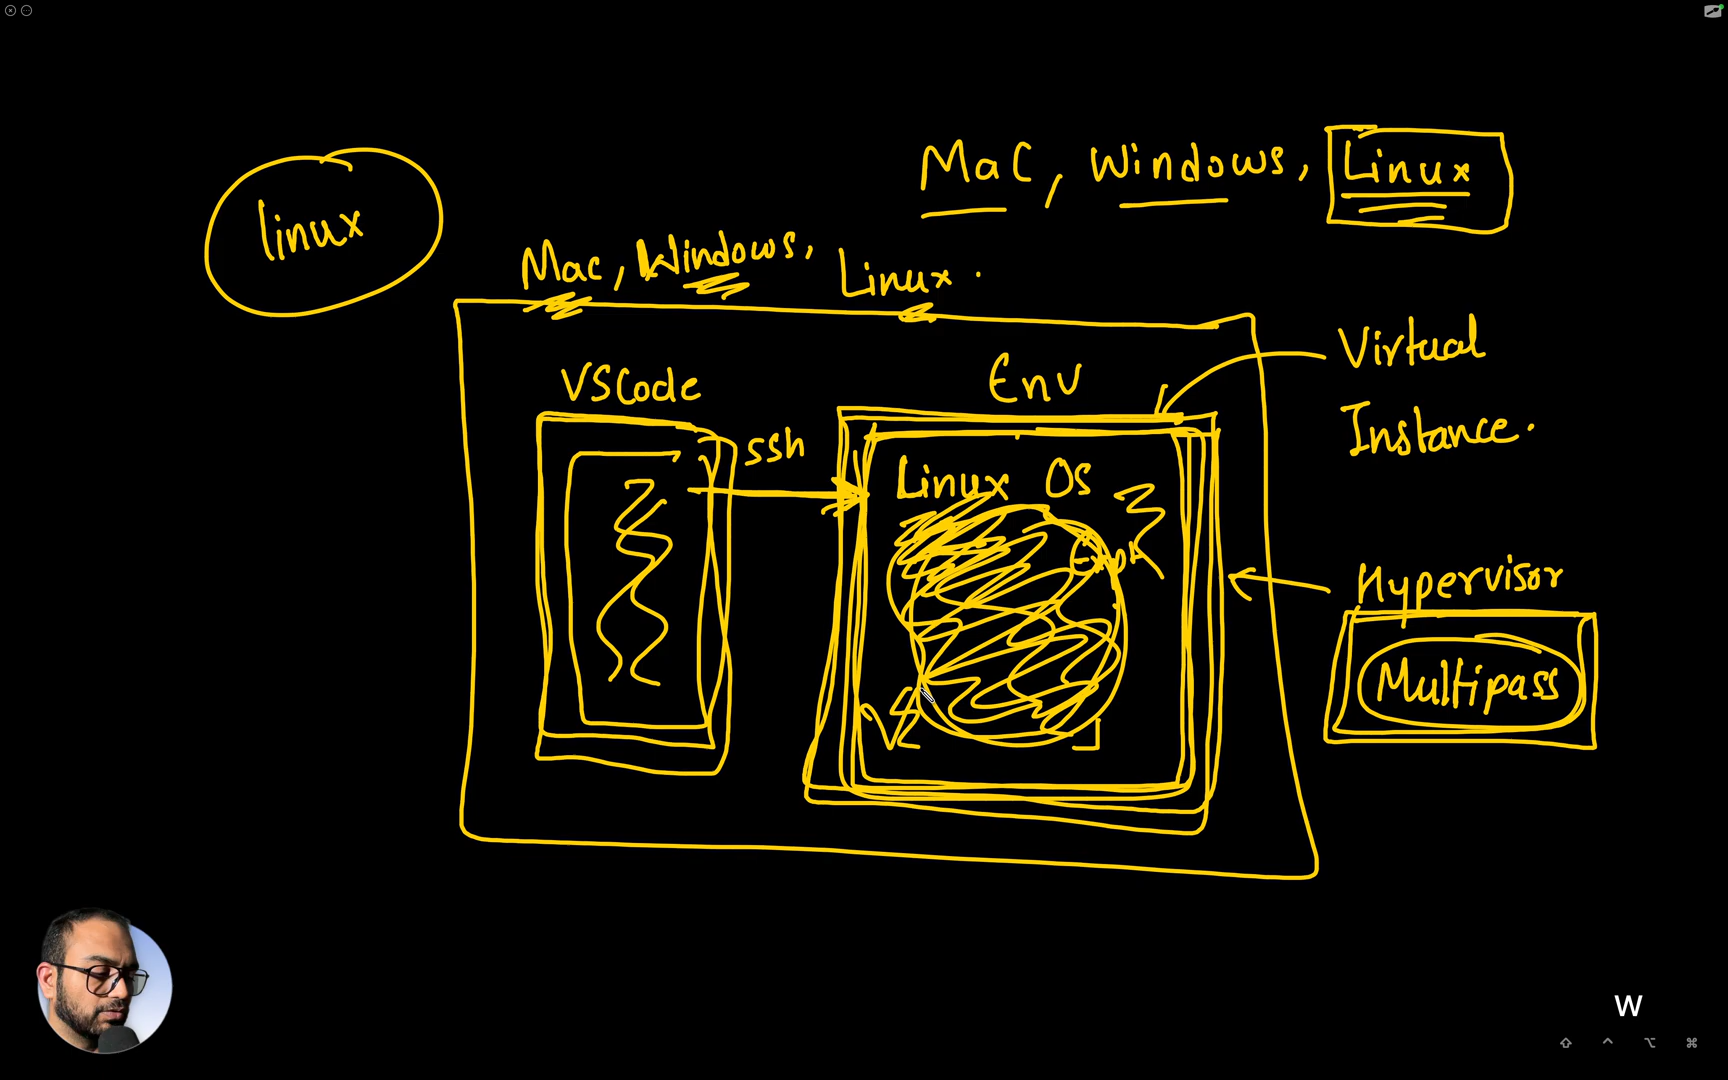 linux
Mac, Windows, Linux
Mac, Windows, Linux.
Virtual
Instance.
VSCode
Env
ssh
Linux OS
Hypervisor
Multipass
W